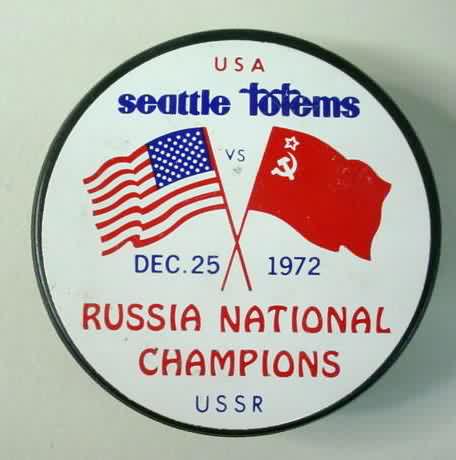 USA
seattle totems
VS
DEC. 25 1972
RUSSIA NATIONAL
CHAMPIONS
USSR